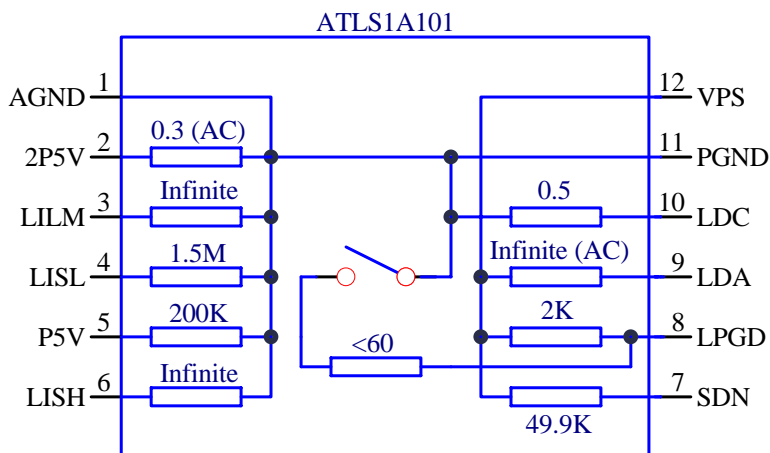 ATLS1A101
AGND 1
12 VPS
2P5V 2 0.3 (AC)
11 PGND
LILM 3 Infinite
0.5 10 LDC
LISL 4 1.5M
Infinite (AC) 9 LDA
P5V 5 200K
2K 8 LPGD
<60
LISH 6 Infinite
49.9K 7 SDN